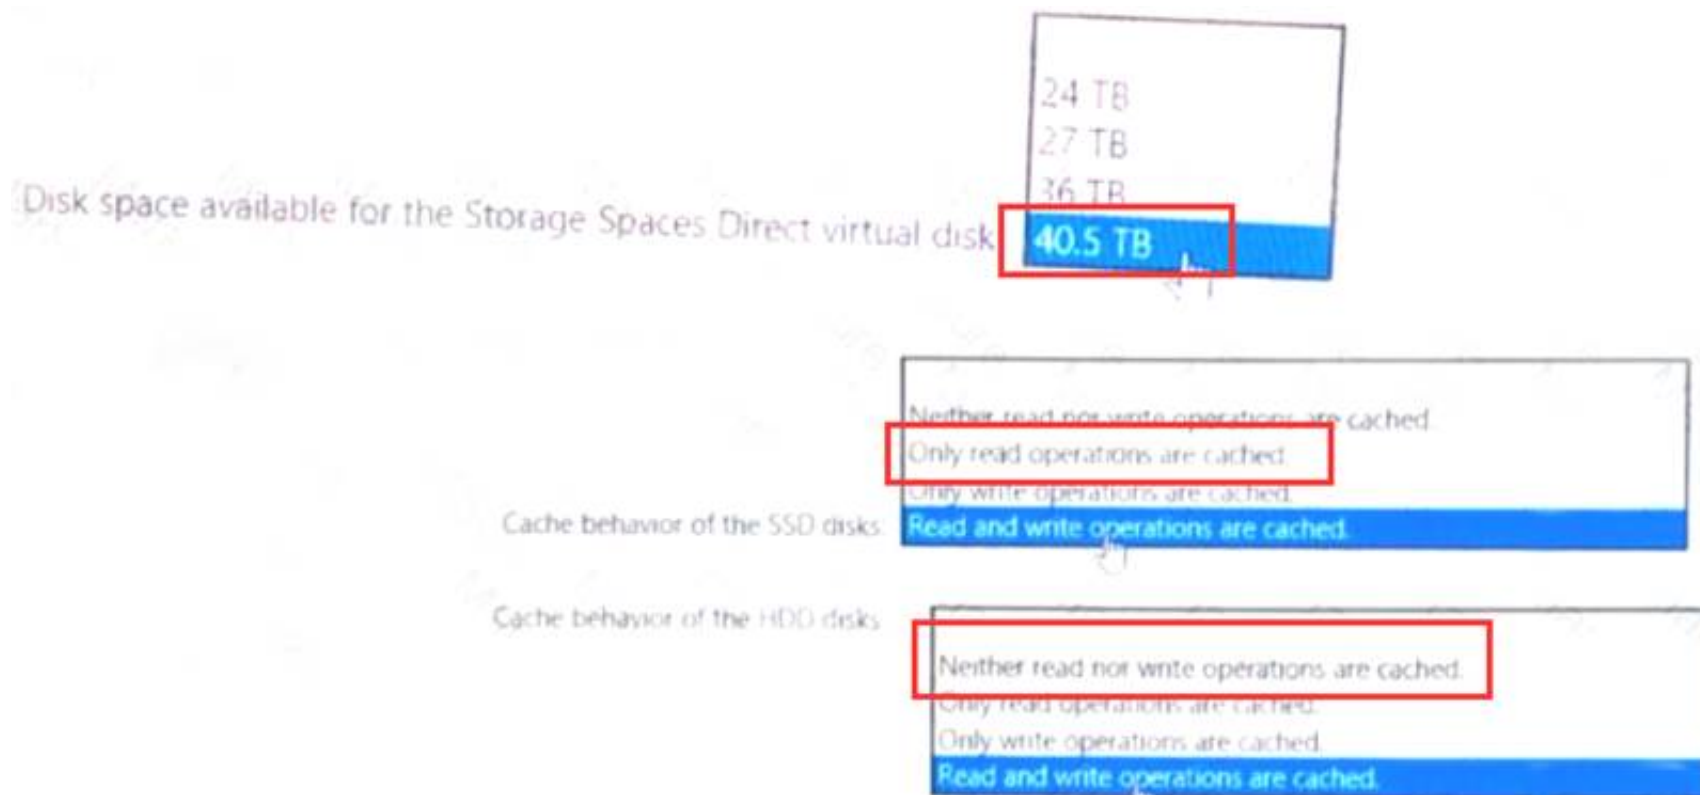 24 TB
27 TB
36 TB
Disk space available for the Storage Spaces Direct virtual disk
40.5 TB
Neither read nor write operations are cached.
Only read operations are cached.
Only write operations are cached.
Cache behavior of the SSD disks:
Read and write operations are cached.
Cache behavior of the HDD disks
Neither read nor write operations are cached.
Only read operations are cached.
Only write operations are cached.
Read and write operations are cached.